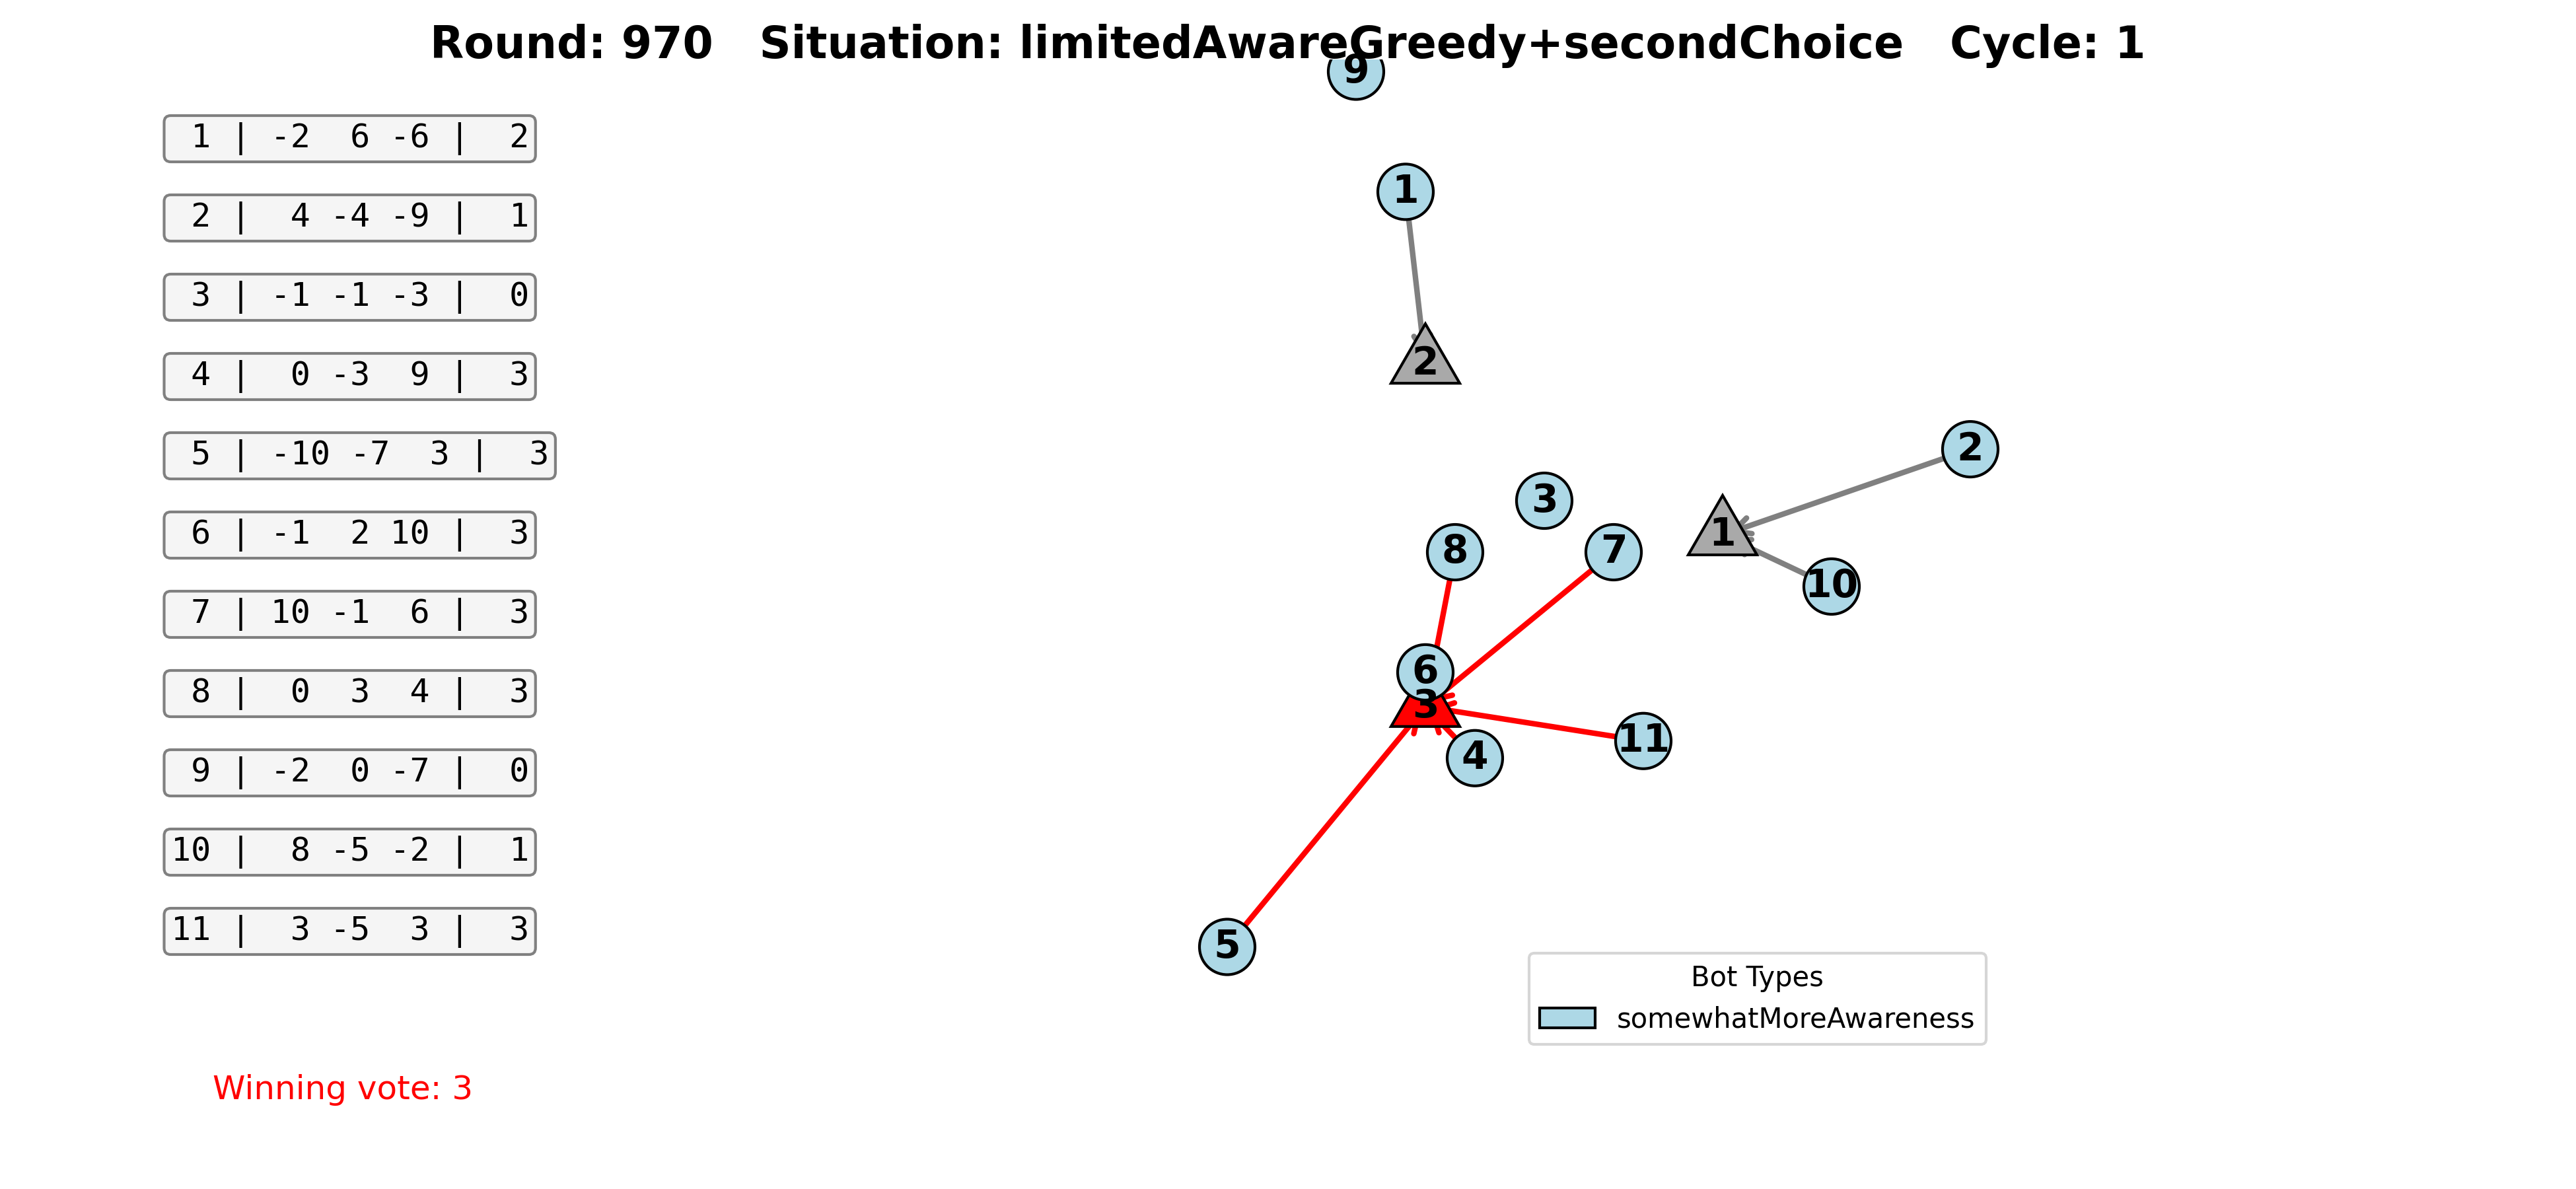 Round: 970   Situation: limitedAwareGreedy+secondChoice   Cycle: 1
9
1 | -2  6 -6 |  2
1
2 |  4 -4 -9 |  1
3 | -1 -1 -3 |  0
2
4 |  0 -3  9 |  3
5 | -10 -7  3 |  3
2
3
6 | -1  2 10 |  3
1
8
7
10
7 | 10 -1  6 |  3
6
8 |  0  3  4 |  3
3
11
4
9 | -2  0 -7 |  0
10 |  8 -5 -2 |  1
11 |  3 -5  3 |  3
5
Bot Types
somewhatMoreAwareness
Winning vote: 3